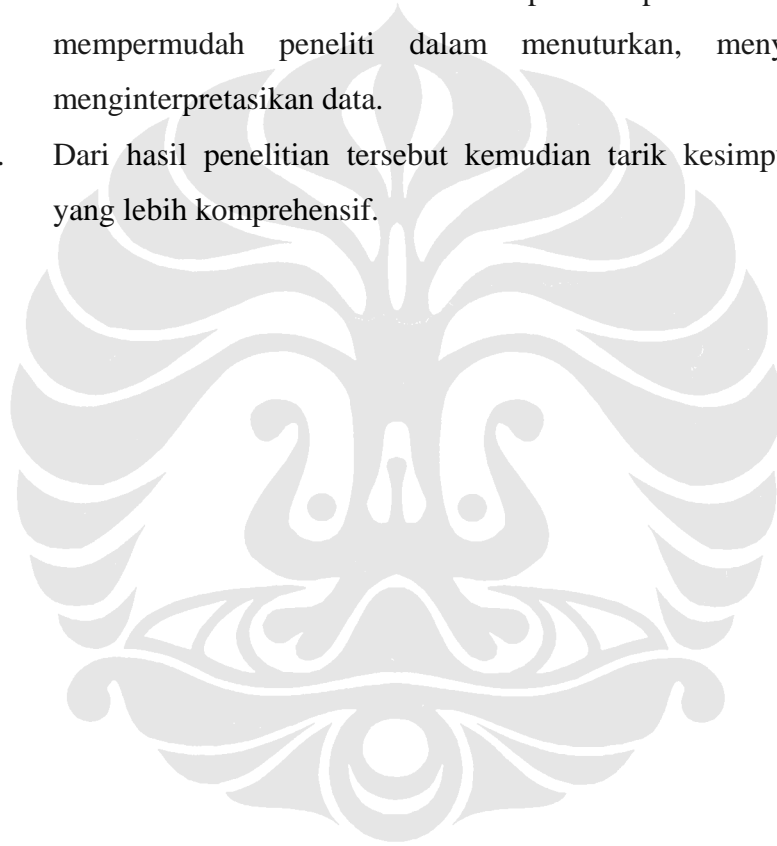 mempermudah peneliti dalam menuturkan,
menginterpretasikan data.
. Dari hasil penelitian tersebut kemudian tarik
yang lebih komprehensif.